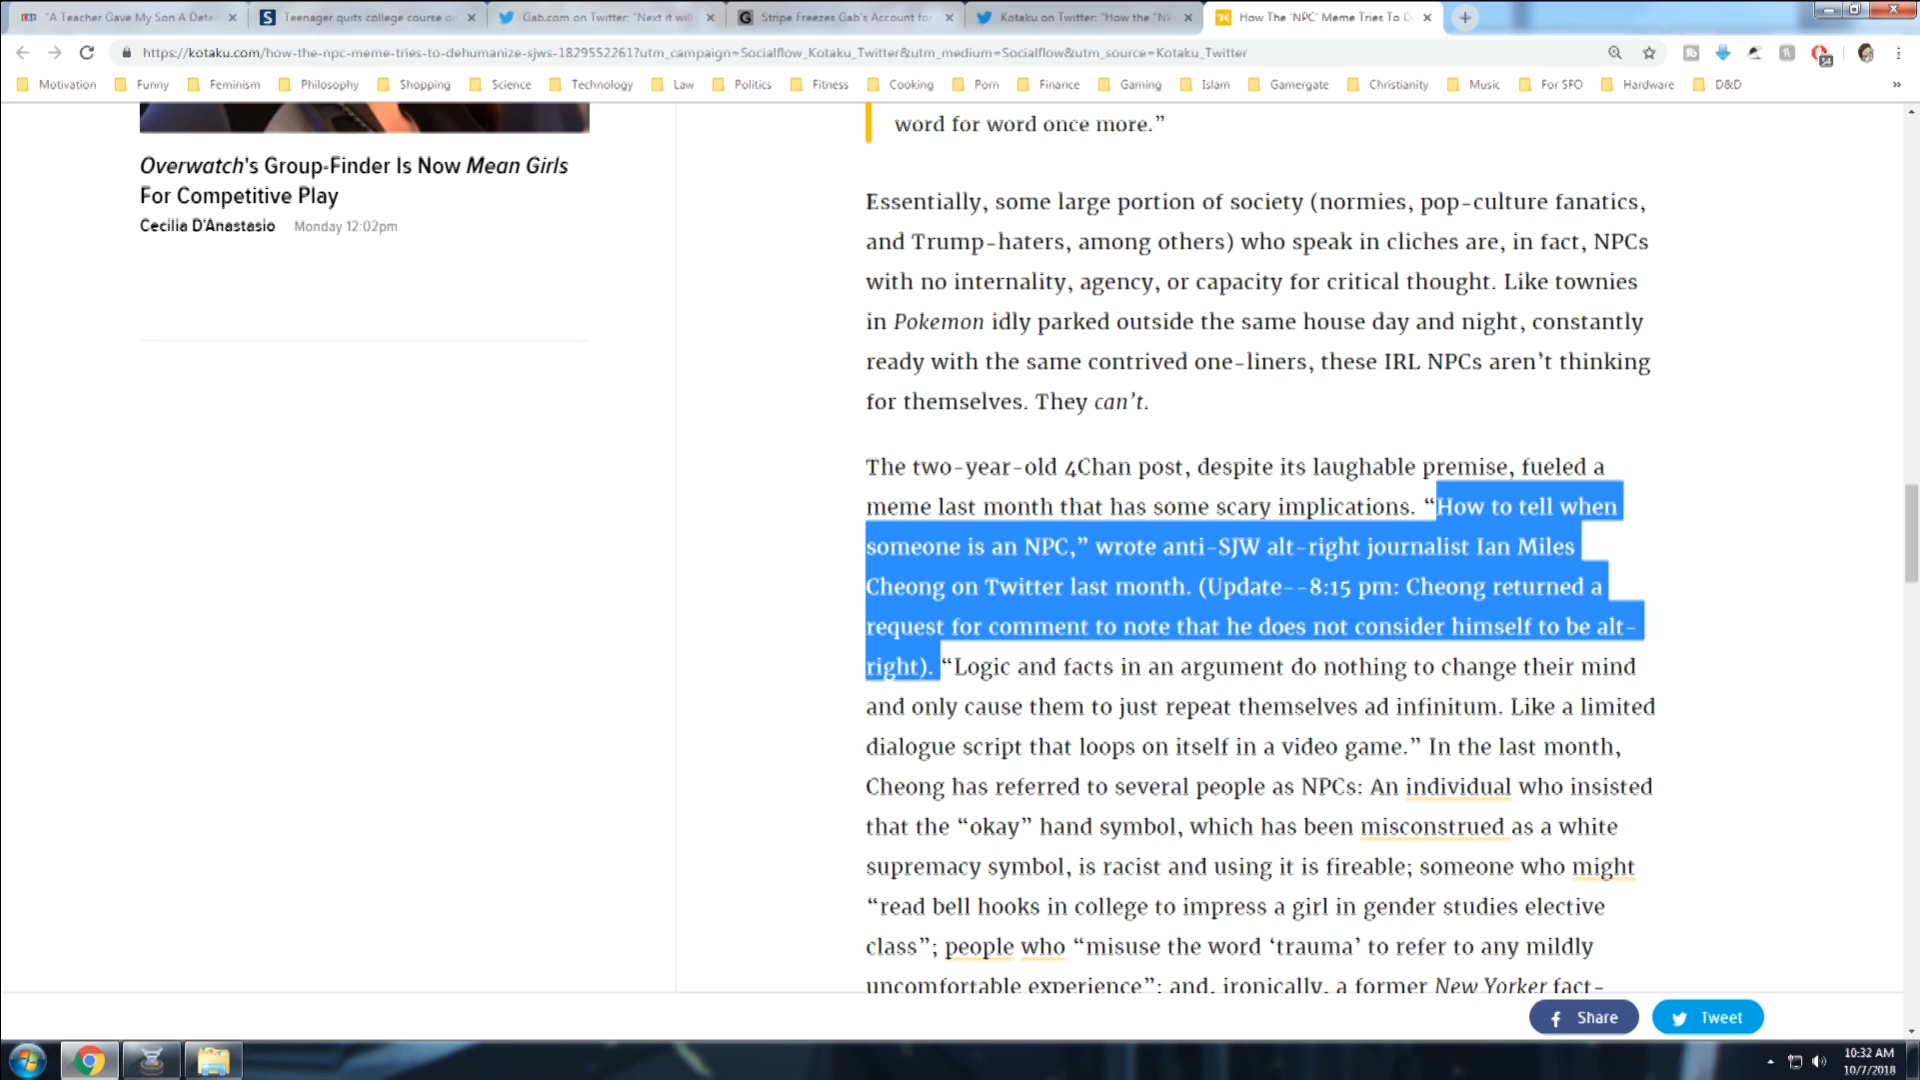 "A Teacher Gave My Son A Deter
Teenager quits college course or
Gab.com on Twitter: "Next it will
Stripe Freezes Gab's Account for
Kotaku on Twitter: "How the "NP
How The 'NPC' Meme Tries To D
https://kotaku.com/how-the-npc-meme-tries-to-dehumanize-sjws-1829552261?utm_campaign=Socialflow_Kotaku_Twitter&utm_medium=Socialflow&utm_source=Kotaku_Twitter
Motivation Funny Feminism Philosophy Shopping Science Technology Law Politics Fitness Cooking Porn Finance Gaming Islam Gamergate Christianity Music For SFO Hardware D&D »
Overwatch's Group-Finder Is Now Mean Girls
For Competitive Play
Cecilia D'Anastasio Monday 12:02pm
word for word once more.”
Essentially, some large portion of society (normies, pop-culture fanatics,
and Trump-haters, among others) who speak in cliches are, in fact, NPCs
with no internality, agency, or capacity for critical thought. Like townies
in Pokemon idly parked outside the same house day and night, constantly
ready with the same contrived one-liners, these IRL NPCs aren’t thinking
for themselves. They can’t.
The two-year-old 4Chan post, despite its laughable premise, fueled a
meme last month that has some scary implications. “How to tell when
someone is an NPC,” wrote anti-SJW alt-right journalist Ian Miles
Cheong on Twitter last month. (Update--8:15 pm: Cheong returned a
request for comment to note that he does not consider himself to be alt-
right). “Logic and facts in an argument do nothing to change their mind
and only cause them to just repeat themselves ad infinitum. Like a limited
dialogue script that loops on itself in a video game.” In the last month,
Cheong has referred to several people as NPCs: An individual who insisted
that the “okay” hand symbol, which has been misconstrued as a white
supremacy symbol, is racist and using it is fireable; someone who might
“read bell hooks in college to impress a girl in gender studies elective
class”; people who “misuse the word ‘trauma’ to refer to any mildly
uncomfortable experience”; and, ironically, a former New Yorker fact-
Share
Tweet
10:32 AM
10/7/2018